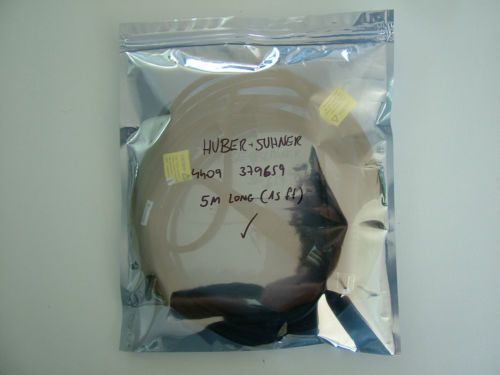 HUBER+SUHNER
4409 379659
5M LONG (15 ft)